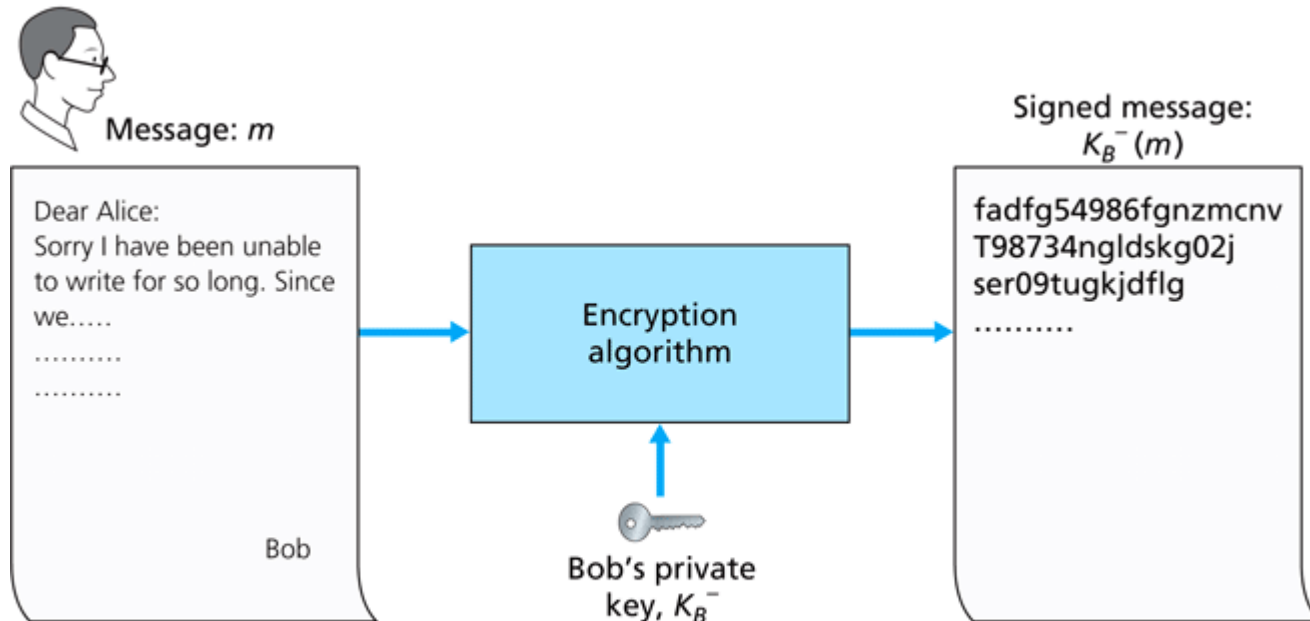 Message: m
Dear Alice:
Sorry I have been unable
to write for so long. Since
we.....
..........
..........
Bob
Encryption
algorithm
Bob's private
key, K_B^-
Signed message:
K_B^- (m)
fadfg54986fgnzmcnv
T98734ngldskg02j
ser09tugkjdflg
..........